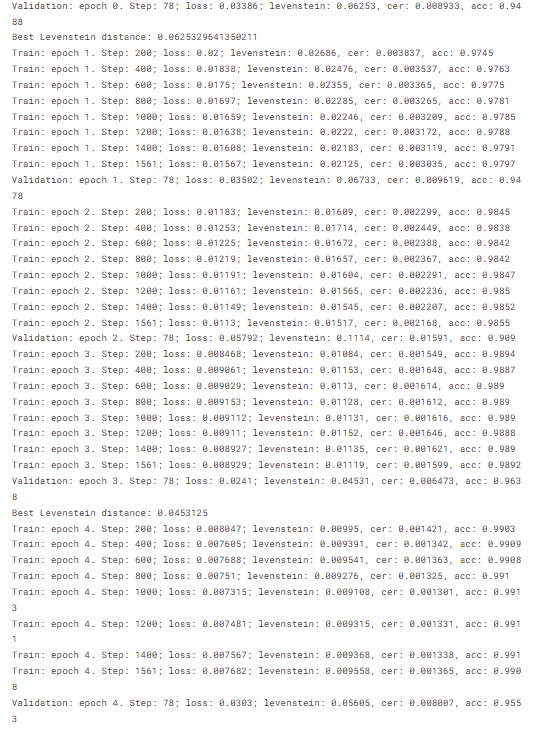 Validation: epoch 0. Step: 78; loss: 0.03386; levenstein: 0.06253, cer: 0.008933, acc: 0.94
88
Best Levenstein distance: 0.0625329641350211
Train: epoch 1. Step: 200; loss: 0.02; levenstein: 0.02686, cer: 0.003837, acc: 0.9745
Train: epoch 1. Step: 400; loss: 0.01838; levenstein: 0.02476, cer: 0.003537, acc: 0.9763
Train: epoch 1. Step: 600; loss: 0.0175; levenstein: 0.02355, cer: 0.003365, acc: 0.9775
Train: epoch 1. Step: 800; loss: 0.01697; levenstein: 0.02285, cer: 0.003265, acc: 0.9781
Train: epoch 1. Step: 1000; loss: 0.01659; levenstein: 0.02246, cer: 0.003209, acc: 0.9785
Train: epoch 1. Step: 1200; loss: 0.01638; levenstein: 0.0222, cer: 0.003172, acc: 0.9788
Train: epoch 1. Step: 1400; loss: 0.01608; levenstein: 0.02183, cer: 0.003119, acc: 0.9791
Train: epoch 1. Step: 1561; loss: 0.01567; levenstein: 0.02125, cer: 0.003035, acc: 0.9797
Validation: epoch 1. Step: 78; loss: 0.03502; levenstein: 0.06733, cer: 0.009619, acc: 0.94
78
Train: epoch 2. Step: 200; loss: 0.01183; levenstein: 0.01609, cer: 0.002299, acc: 0.9845
Train: epoch 2. Step: 400; loss: 0.01253; levenstein: 0.01714, cer: 0.002449, acc: 0.9838
Train: epoch 2. Step: 600; loss: 0.01225; levenstein: 0.01672, cer: 0.002388, acc: 0.9842
Train: epoch 2. Step: 800; loss: 0.01219; levenstein: 0.01657, cer: 0.002367, acc: 0.9842
Train: epoch 2. Step: 1000; loss: 0.01191; levenstein: 0.01604, cer: 0.002291, acc: 0.9847
Train: epoch 2. Step: 1200; loss: 0.01161; levenstein: 0.01565, cer: 0.002236, acc: 0.985
Train: epoch 2. Step: 1400; loss: 0.01149; levenstein: 0.01545, cer: 0.002207, acc: 0.9852
Train: epoch 2. Step: 1561; loss: 0.0113; levenstein: 0.01517, cer: 0.002168, acc: 0.9855
Validation: epoch 2. Step: 78; loss: 0.05792; levenstein: 0.1114, cer: 0.01591, acc: 0.909
Train: epoch 3. Step: 200; loss: 0.008468; levenstein: 0.01084, cer: 0.001549, acc: 0.9894
Train: epoch 3. Step: 400; loss: 0.009061; levenstein: 0.01153, cer: 0.001648, acc: 0.9887
Train: epoch 3. Step: 600; loss: 0.009029; levenstein: 0.0113, cer: 0.001614, acc: 0.989
Train: epoch 3. Step: 800; loss: 0.009153; levenstein: 0.01128, cer: 0.001612, acc: 0.989
Train: epoch 3. Step: 1000; loss: 0.009112; levenstein: 0.01131, cer: 0.001616, acc: 0.989
Train: epoch 3. Step: 1200; loss: 0.00911; levenstein: 0.01152, cer: 0.001646, acc: 0.9888
Train: epoch 3. Step: 1400; loss: 0.008927; levenstein: 0.01135, cer: 0.001621, acc: 0.989
Train: epoch 3. Step: 1561; loss: 0.008929; levenstein: 0.01119, cer: 0.001599, acc: 0.9892
Validation: epoch 3. Step: 78; loss: 0.0241; levenstein: 0.04531, cer: 0.006473, acc: 0.963
8
Best Levenstein distance: 0.0453125
Train: epoch 4. Step: 200; loss: 0.008047; levenstein: 0.00995, cer: 0.001421, acc: 0.9903
Train: epoch 4. Step: 400; loss: 0.007605; levenstein: 0.009391, cer: 0.001342, acc: 0.9909
Train: epoch 4. Step: 600; loss: 0.007688; levenstein: 0.009541, cer: 0.001363, acc: 0.9908
Train: epoch 4. Step: 800; loss: 0.00751; levenstein: 0.009276, cer: 0.001325, acc: 0.991
Train: epoch 4. Step: 1000; loss: 0.007315; levenstein: 0.009108, cer: 0.001301, acc: 0.991
3
Train: epoch 4. Step: 1200; loss: 0.007481; levenstein: 0.009315, cer: 0.001331, acc: 0.991
1
Train: epoch 4. Step: 1400; loss: 0.007567; levenstein: 0.009368, cer: 0.001338, acc: 0.991
Train: epoch 4. Step: 1561; loss: 0.007682; levenstein: 0.009558, cer: 0.001365, acc: 0.990
8
Validation: epoch 4. Step: 78; loss: 0.0303; levenstein: 0.05605, cer: 0.008007, acc: 0.955
3